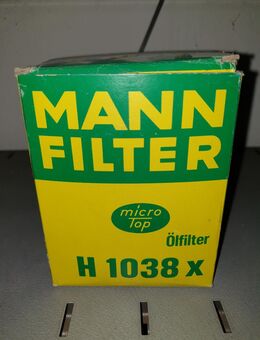 MANN
FILTER
micro
Top
Ölfilter
H 1038 x